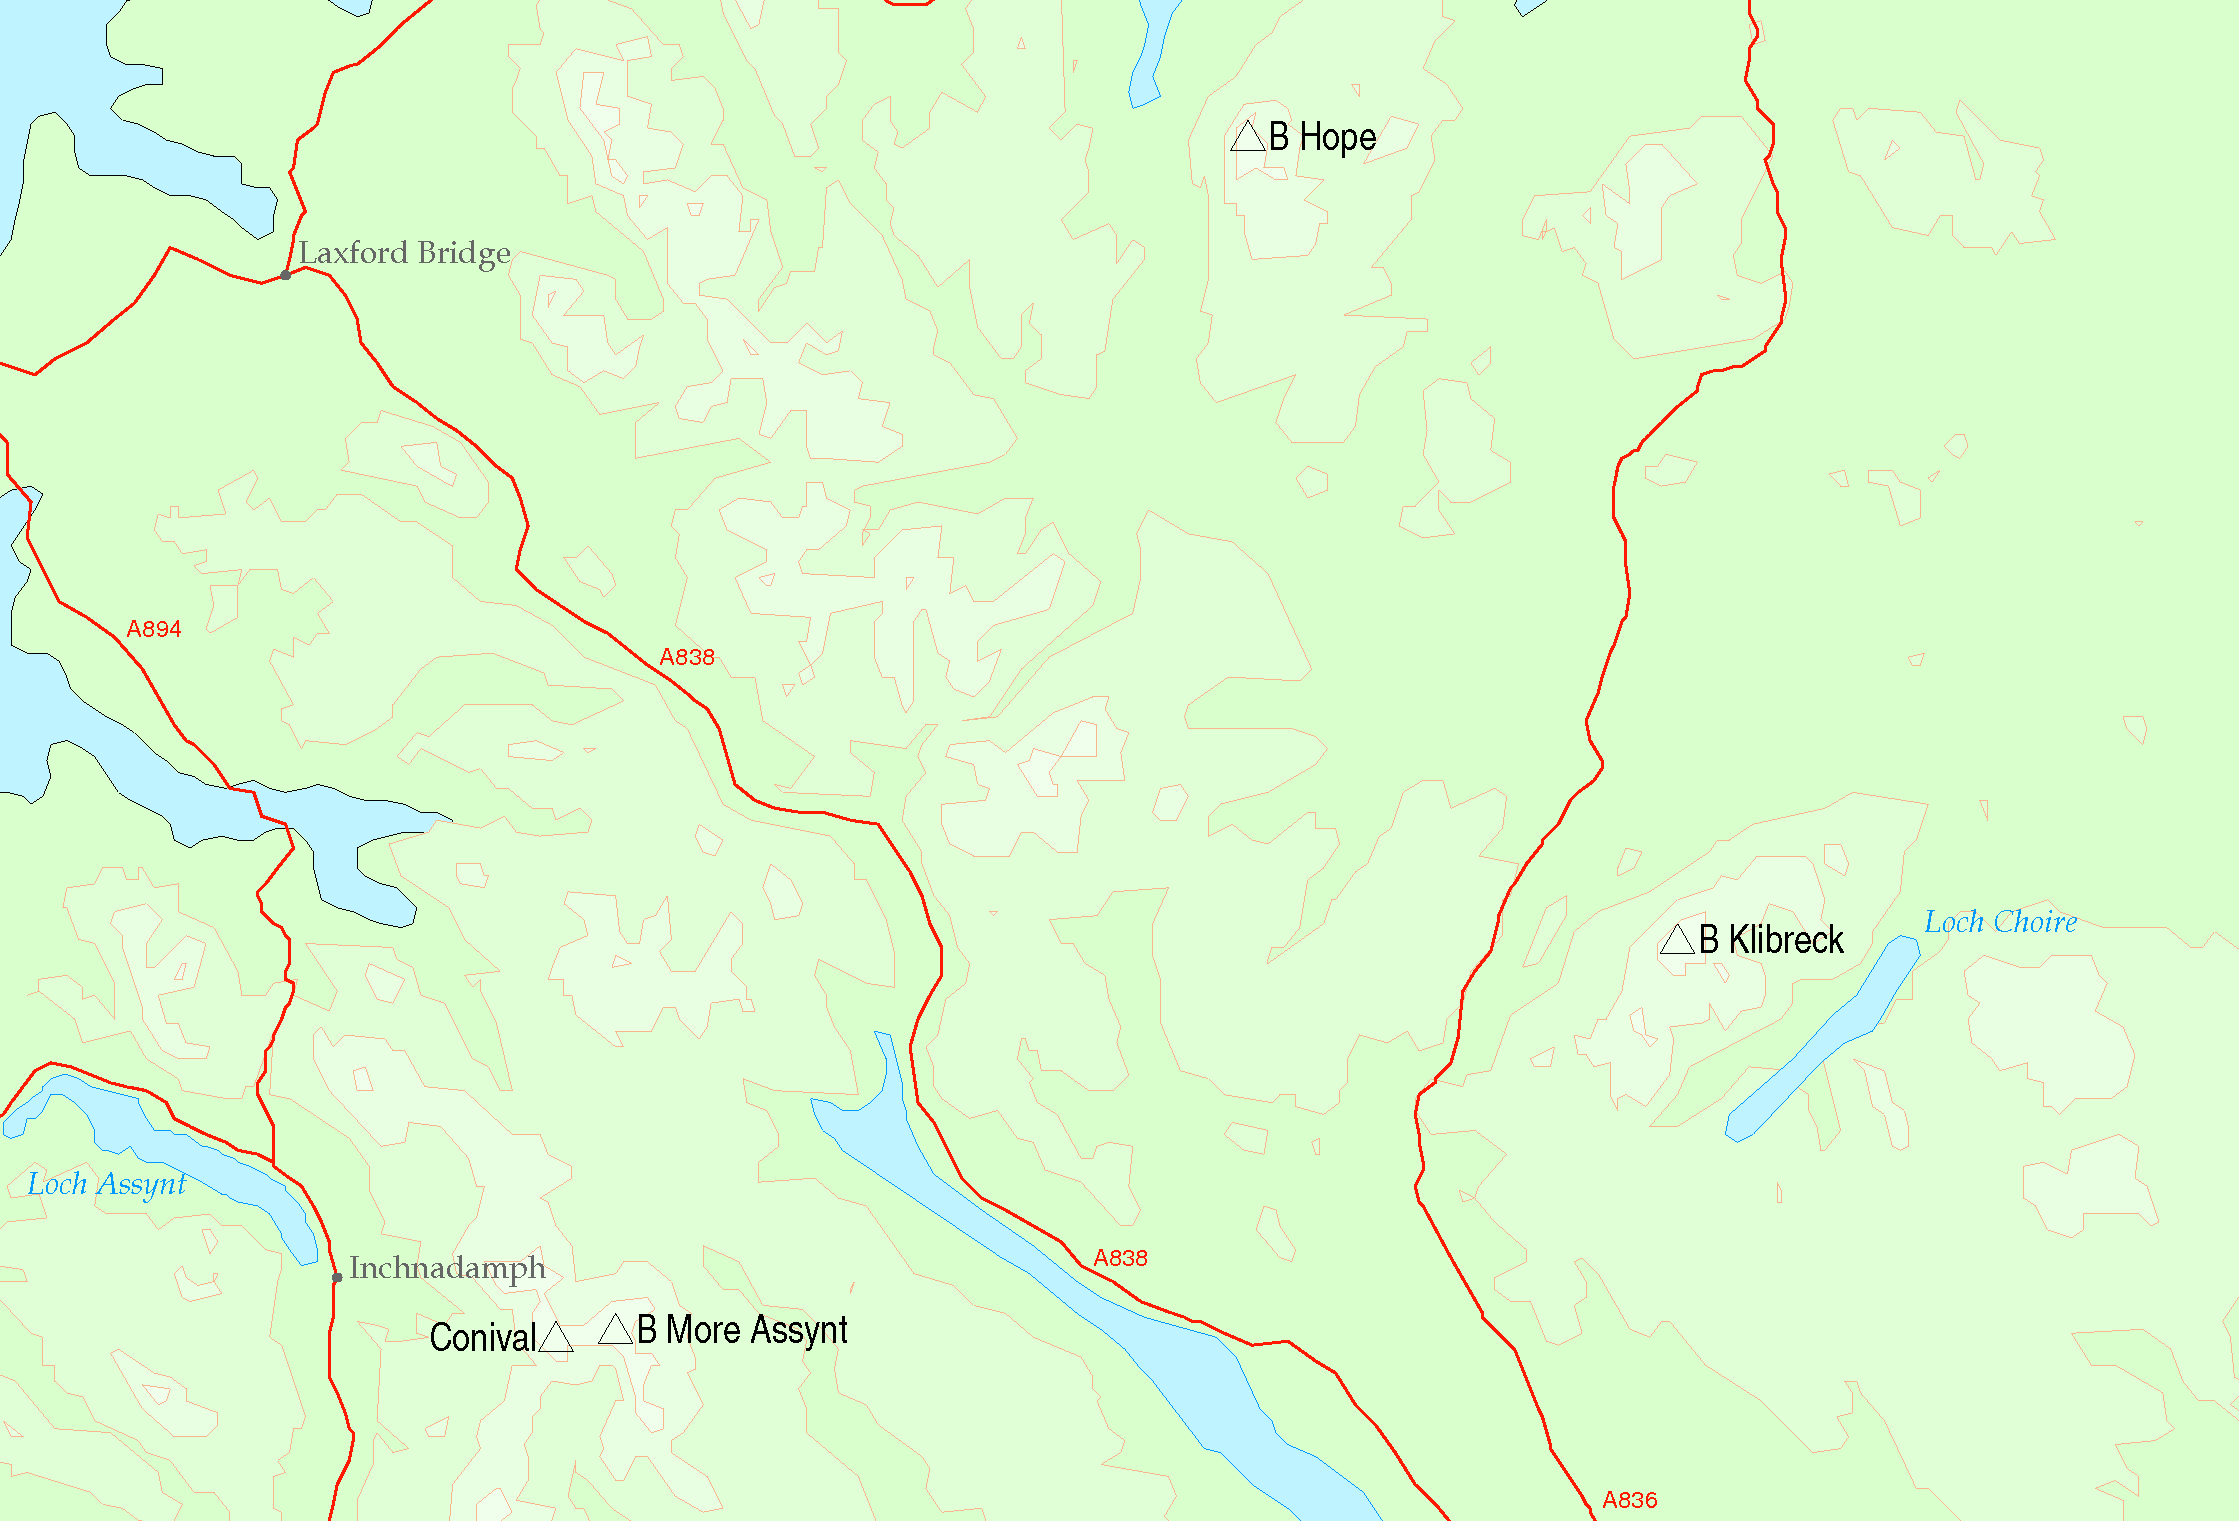 B Hope
Laxford Bridge
A894
A838
Loch Choire
B Klibreck
Loch Assynt
A838
Inchnadamph
B More Assynt
Conival
A836